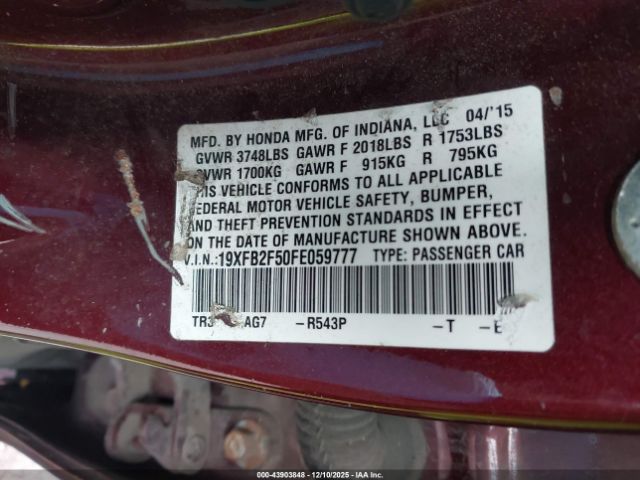 MFD. BY HONDA MFG. OF INDIANA, LLC 04/'15
GVWR 3748LBS GAWR F 2018LBS R 1753LBS
GVWR 1700KG GAWR F 915KG R 795KG
THIS VEHICLE CONFORMS TO ALL APPLICABLE
FEDERAL MOTOR VEHICLE SAFETY, BUMPER,
AND THEFT PREVENTION STANDARDS IN EFFECT
ON THE DATE OF MANUFACTURE SHOWN ABOVE.
V.I.N.:19XFB2F50FE059777 TYPE: PASSENGER CAR
TR3 AG7 -R543P -T -E
000-43903848 - 12/10/2025 - IAA Inc.